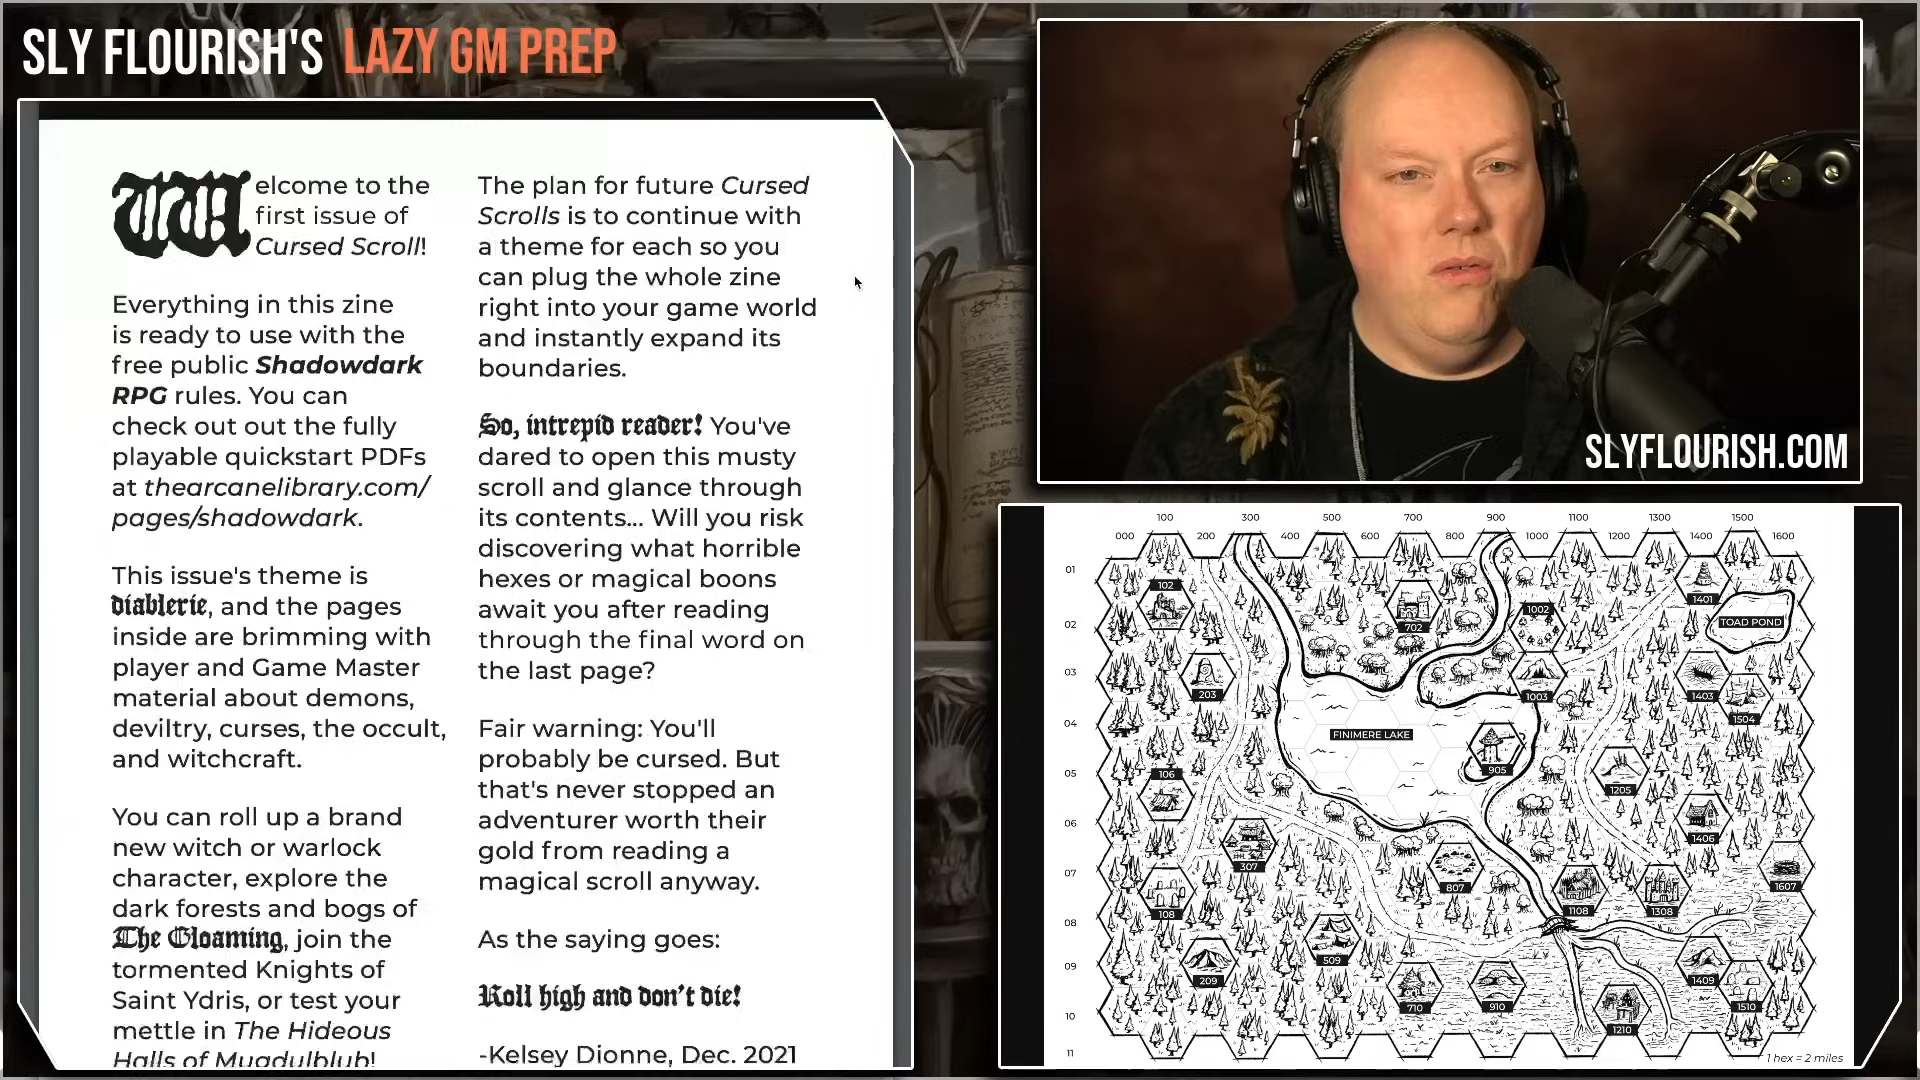 SLY FLOURISH'S LAZY GM PREP
Welcome to the
first issue of
Cursed Scroll!
Everything in this zine
is ready to use with the
free public Shadowdark
RPG rules. You can
check out out the fully
playable quickstart PDFs
at thearcanelibrary.com/
pages/shadowdark.
This issue's theme is
diablerie, and the pages
inside are brimming with
player and Game Master
material about demons,
deviltry, curses, the occult,
and witchcraft.
You can roll up a brand
new witch or warlock
character, explore the
dark forests and bogs of
The Gloaming, join the
tormented Knights of
Saint Ydris, or test your
mettle in The Hideous
Halls of Mugdulblub!
The plan for future Cursed
Scrolls is to continue with
a theme for each so you
can plug the whole zine
right into your game world
and instantly expand its
boundaries.
So, intrepid reader! You've
dared to open this musty
scroll and glance through
its contents... Will you risk
discovering what horrible
hexes or magical boons
await you after reading
through the final word on
the last page?
Fair warning: You'll
probably be cursed. But
that's never stopped an
adventurer worth their
gold from reading a
magical scroll anyway.
As the saying goes:
Roll high and don't die!
-Kelsey Dionne, Dec. 2021
SLYFLOURISH.COM
100 300 500 700 900 1100 1300 1500
000 200 400 600 800 1000 1200 1400 1600
01
102
1401
02
702
1002
TOAD POND
03
203
1003
1403
1504
04
FINIMERE LAKE
905
05
106
1205
06
1406
307
07
807
1607
108
1108
1308
08
509
09
209
710
910
1409
1510
10
1210
11
1 hex = 2 miles